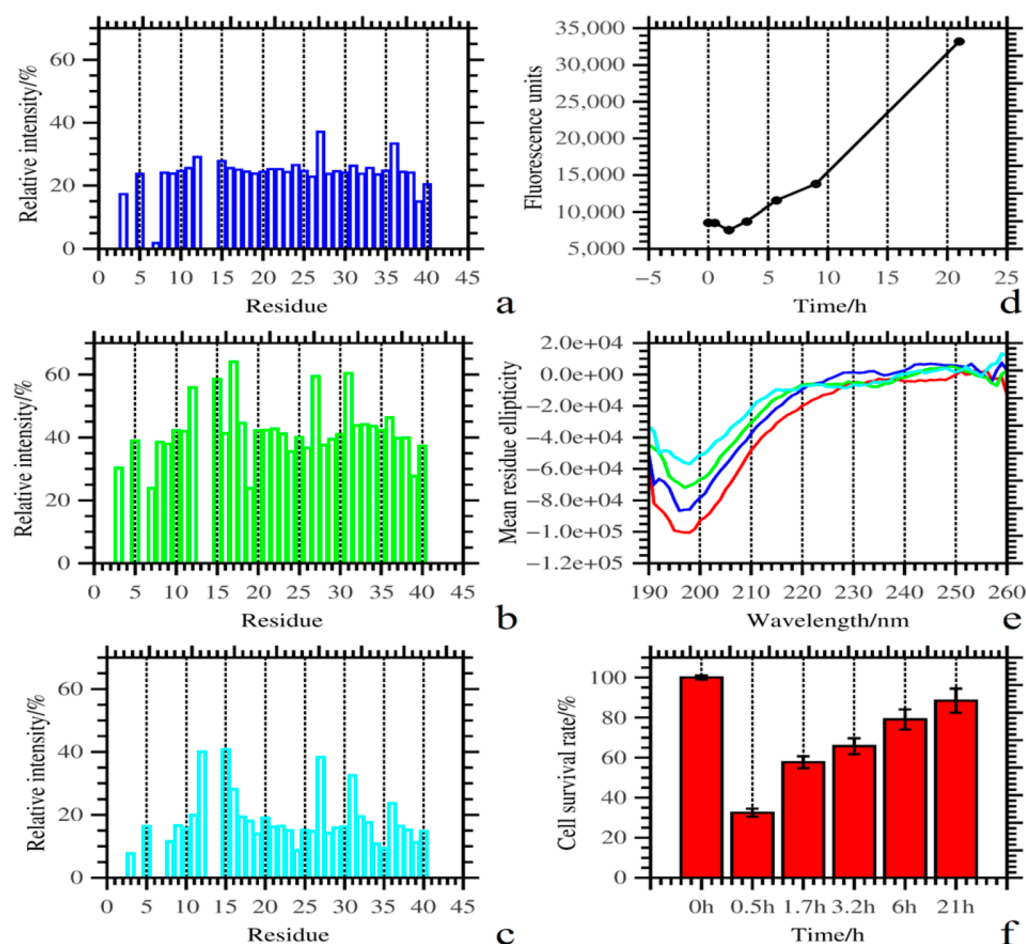 Relative intensity/%
60
40
20
0
0 5 10 15 20 25 30 35 40 45
Residue
a
Relative intensity/%
60
40
20
0
0 5 10 15 20 25 30 35 40 45
Residue
b
Relative intensity/%
60
40
20
0
0 5 10 15 20 25 30 35 40 45
Residue
c
Fluorescence units
35,000
30,000
25,000
20,000
15,000
10,000
5,000
−5 0 5 10 15 20 25
Time/h
d
Mean residue ellipticity
2.0e+04
0.0e+00
−2.0e+04
−4.0e+04
−6.0e+04
−8.0e+04
−1.0e+05
−1.2e+05
190 200 210 220 230 240 250 260
Wavelength/nm
e
Cell survival rate/%
100
80
60
40
20
0
0h 0.5h 1.7h 3.2h 6h 21h
Time/h
f